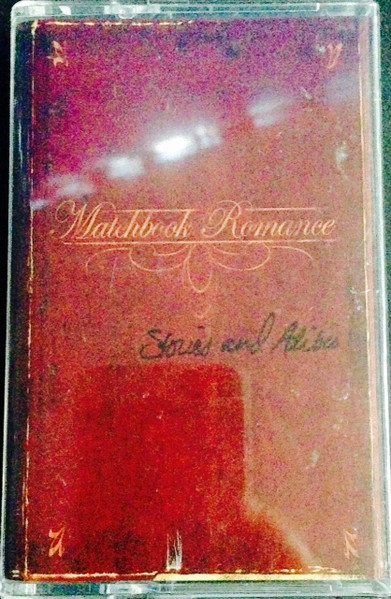 Matchbook Romance
Stories and Alibis